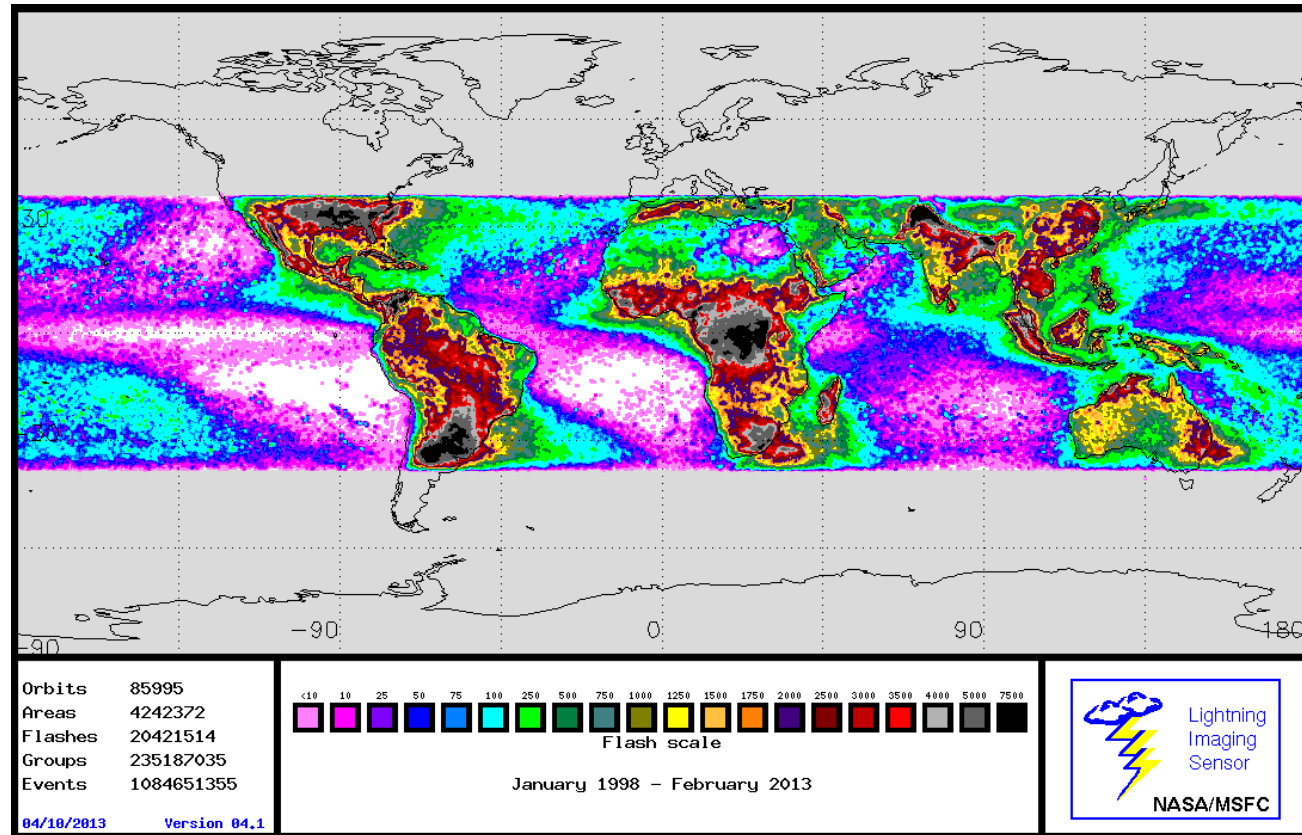 30
-30
-90
0
90
180
-90
Orbits 85995
Areas 4242372
Flashes 20421514
Groups 235187035
Events 1084651355
04/10/2013 Version 04.1
<10 10 25 50 75 100 250 500 750 1000 1250 1500 1750 2000 2500 3000 3500 4000 5000 7500
Flash scale
January 1998 - February 2013
Lightning
Imaging
Sensor
NASA/MSFC